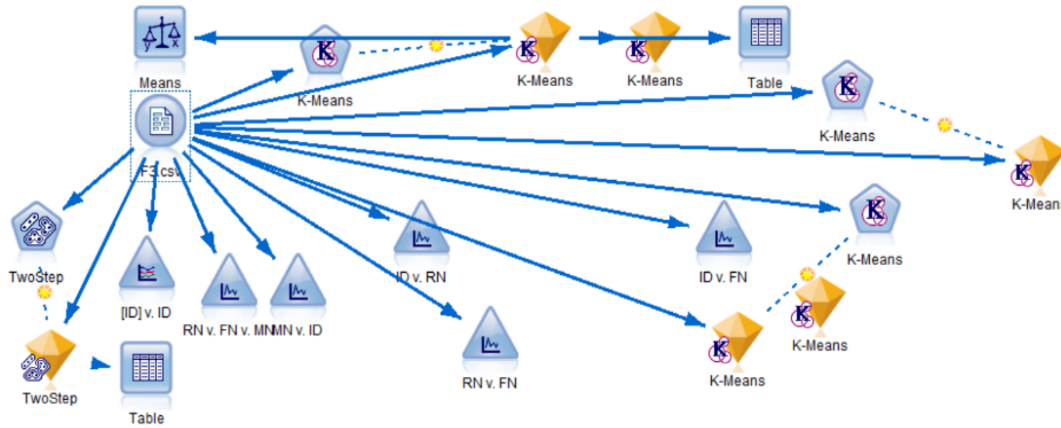 Means
K-Means
K-Means
K-Means
Table
K-Means
F3.csv
K-Means
TwoStep
[ID] v. ID
RN v. FN v. MN
MN v. ID
ID v. RN
ID v. FN
K-Means
RN v. FN
K-Means
K-Means
TwoStep
Table